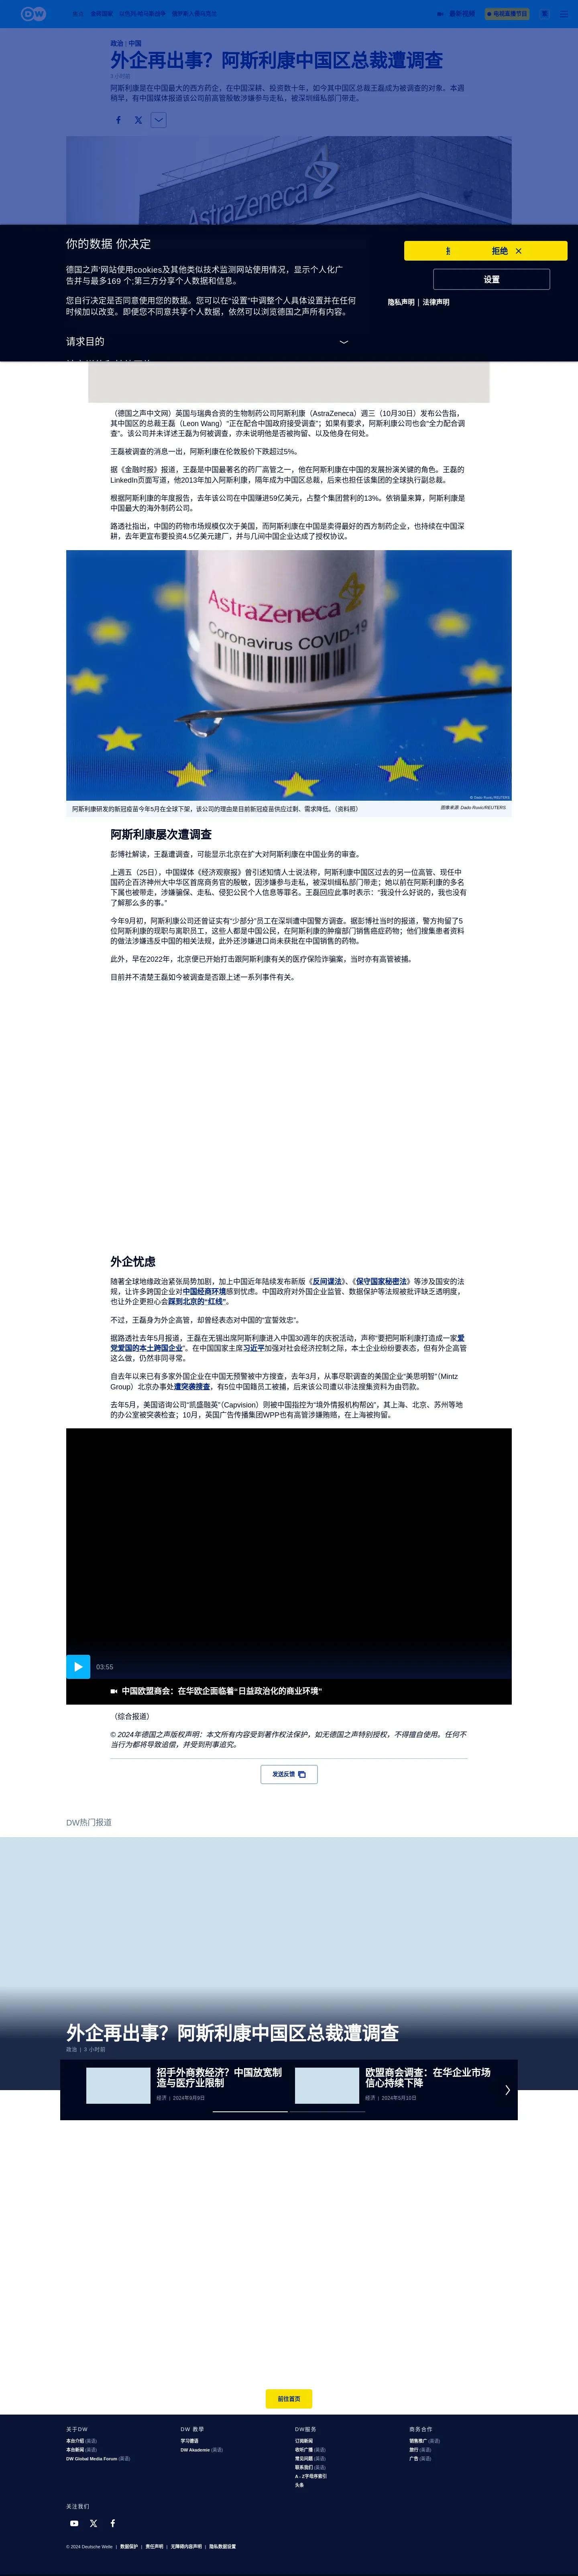 DW
政治 | 中国
外企再出事？阿斯利康中国区总裁遭调查
3 小时前
阿斯利康是在中国最大的西方药企，在中国深耕、投资数十年，如今其中国区总裁王磊成为被调查的对象。本週
稍早，有中国媒体报道该公司前高管殷敏涉嫌参与走私，被深圳缉私部门带走。
AstraZeneca
你的数据 你决定
德国之声'网站使用cookies及其他类似技术监测网站使用情况，显示个人化广
告并与最多169 个;第三方分享个人数据和信息。
您自行决定是否同意使用您的数据。您可以在“设置”中调整个人具体设置并在任何
时候加以改变。即便您不同意共享个人数据，依然可以浏览德国之声所有内容。
请求目的
拒绝
设置
隐私声明 | 法律声明
（德国之声中文网）英国与瑞典合资的生物制药公司阿斯利康（AstraZeneca）週三（10月30日）发布公告指，
其中国区的总裁王磊（Leon Wang）“正在配合中国政府接受调查”；如果有要求，阿斯利康公司也会“全力配合调
查”。该公司并未详述王磊为何被调查，亦未说明他是否被拘留、以及他身在何处。
王磊被调查的消息一出，阿斯利康在伦敦股价下跌超过5%。
据《金融时报》报道，王磊是中国最著名的药厂高管之一，他在阿斯利康在中国的发展扮演关键的角色。王磊的
LinkedIn页面写道，他2013年加入阿斯利康，隔年成为中国区总裁，后来也担任该集团的全球执行副总裁。
根据阿斯利康的年度报告，去年该公司在中国赚进59亿美元，占整个集团营利的13%。依销量来算，阿斯利康是
中国最大的海外制药公司。
路透社指出，中国的药物市场规模仅次于美国，而阿斯利康在中国是卖得最好的西方制药企业，也持续在中国深
耕，去年更宣布要投资4.5亿美元建厂，并与几间中国企业达成了授权协议。
AstraZeneca
Coronavirus COVID-19
© Dado Ruvic/REUTERS
阿斯利康研发的新冠疫苗今年5月在全球下架，该公司的理由是目前新冠疫苗供应过剩、需求降低。（资料照）
图像来源: Dado Ruvic/REUTERS
阿斯利康屡次遭调查
彭博社解读，王磊遭调查，可能显示北京在扩大对阿斯利康在中国业务的审查。
上週五（25日），中国媒体《经济观察报》曾引述知情人士说法称，阿斯利康中国区过去的另一位高管、现任中
国药企百济神州大中华区首席商务官的殷敏，因涉嫌参与走私，被深圳缉私部门带走；她以前在阿斯利康的多名
下属也被带走，涉嫌骗保、走私、侵犯公民个人信息等罪名。王磊回应此事时表示：“我没什么好说的，我也没有
了解那么多的事。”
今年9月初，阿斯利康公司还曾证实有“少部分”员工在深圳遭中国警方调查。据彭博社当时的报道，警方拘留了5
位阿斯利康的现职与离职员工，这些人都是中国公民，在阿斯利康的肿瘤部门销售癌症药物；他们搜集患者资料
的做法涉嫌违反中国的相关法规，此外还涉嫌进口尚未获批在中国销售的药物。
此外，早在2022年，北京便已开始打击跟阿斯利康有关的医疗保险诈骗案，当时亦有高管被捕。
目前并不清楚王磊如今被调查是否跟上述一系列事件有关。
外企忧虑
随著全球地缘政治紧张局势加剧，加上中国近年陆续发布新版《反间谍法》、《保守国家秘密法》等涉及国安的法
规，让许多跨国企业对中国经商环境感到忧虑。中国政府对外国企业监管、数据保护等法规被批评缺乏透明度，
也让外企更担心会踩到北京的“红线”。
不过，王磊身为外企高管，却曾经表态对中国的“宣誓效忠”。
据路透社去年5月报道，王磊在无锡出席阿斯利康进入中国30週年的庆祝活动，声称“要把阿斯利康打造成一家爱
党爱国的本土跨国企业”。在中国国家主席习近平加强对社会经济控制之际，本土企业纷纷要表态，但有外企高管
这么做，仍然非同寻常。
自去年以来已有多家外国企业在中国无预警被中方搜查，去年3月，从事尽职调查的美国企业“美思明智”（Mintz
Group）北京办事处遭突袭搜查，有5位中国籍员工被捕，后来该公司遭以非法搜集资料为由罚款。
去年5月，美国谘询公司“凯盛融英”（Capvision）则被中国指控为“境外情报机构帮凶”，其上海、北京、苏州等地
的办公室被突袭检查；10月，英国广告传播集团WPP也有高管涉嫌贿赂，在上海被拘留。
03:55
中国欧盟商会：在华欧企面临着“日益政治化的商业环境”
（综合报道）
© 2024年德国之声版权声明：本文所有内容受到著作权法保护，如无德国之声特别授权，不得擅自使用。任何不
当行为都将导致追偿，并受到刑事追究。
发送反馈
DW热门报道
外企再出事？阿斯利康中国区总裁遭调查
政治 | 3 小时前
招手外商救经济？中国放宽制
造与医疗业限制
经济 | 2024年9月9日
欧盟商会调查：在华企业市场
信心持续下降
经济 | 2024年5月10日
前往首页
关于DW
本台介绍 (英语)
本台新闻 (英语)
DW Global Media Forum (英语)
DW 教學
学习德语
DW Akademie (英语)
DW服务
订阅新闻
收听广播 (英语)
常见问题 (英语)
联系我们 (英语)
A - Z字母序索引
头条
商务合作
销售推广 (英语)
旅行 (英语)
广告 (英语)
关注我们
© 2024 Deutsche Welle | 数据保护 | 责任声明 | 无障碍内容声明 | 隐私数据设置